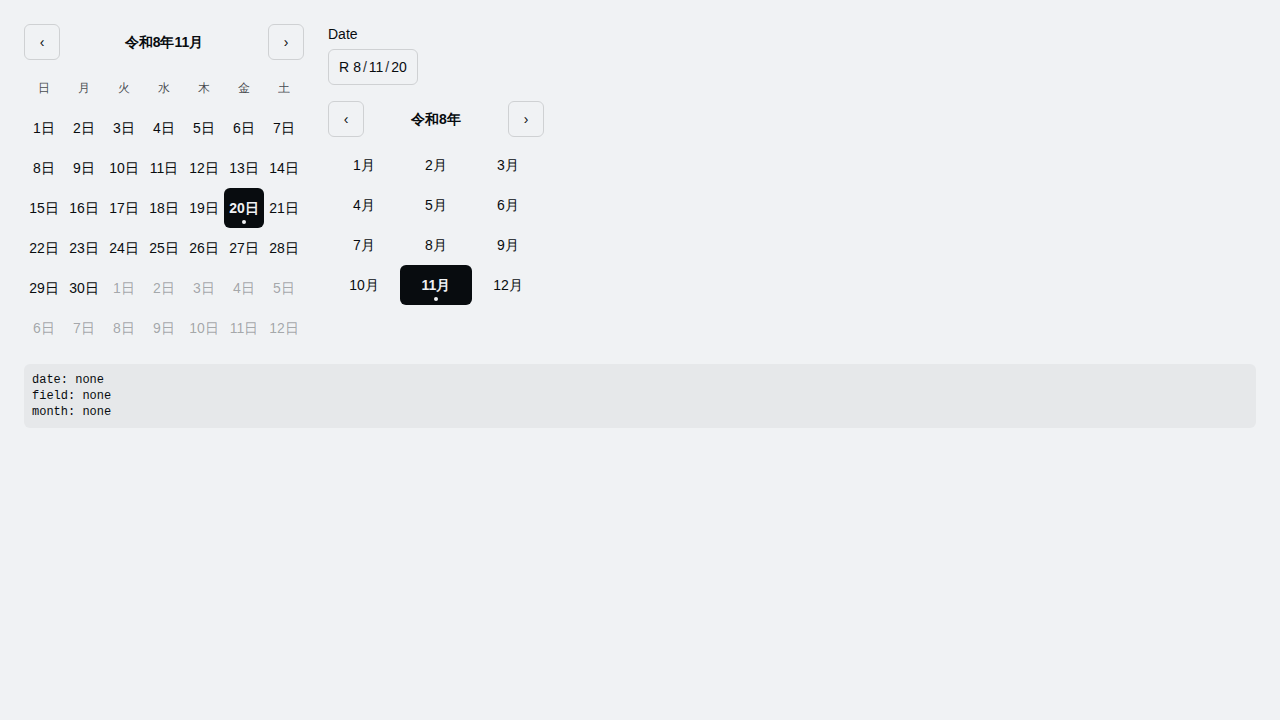 ‹ 令和8年11月 ›
日 月 火 水 木 金 土
1日 2日 3日 4日 5日 6日 7日
8日 9日 10日 11日 12日 13日 14日
15日 16日 17日 18日 19日 20日 21日
22日 23日 24日 25日 26日 27日 28日
29日 30日 1日 2日 3日 4日 5日
6日 7日 8日 9日 10日 11日 12日
Date
R 8/11/20
‹ 令和8年 ›
1月 2月 3月
4月 5月 6月
7月 8月 9月
10月 11月 12月
date: none
field: none
month: none